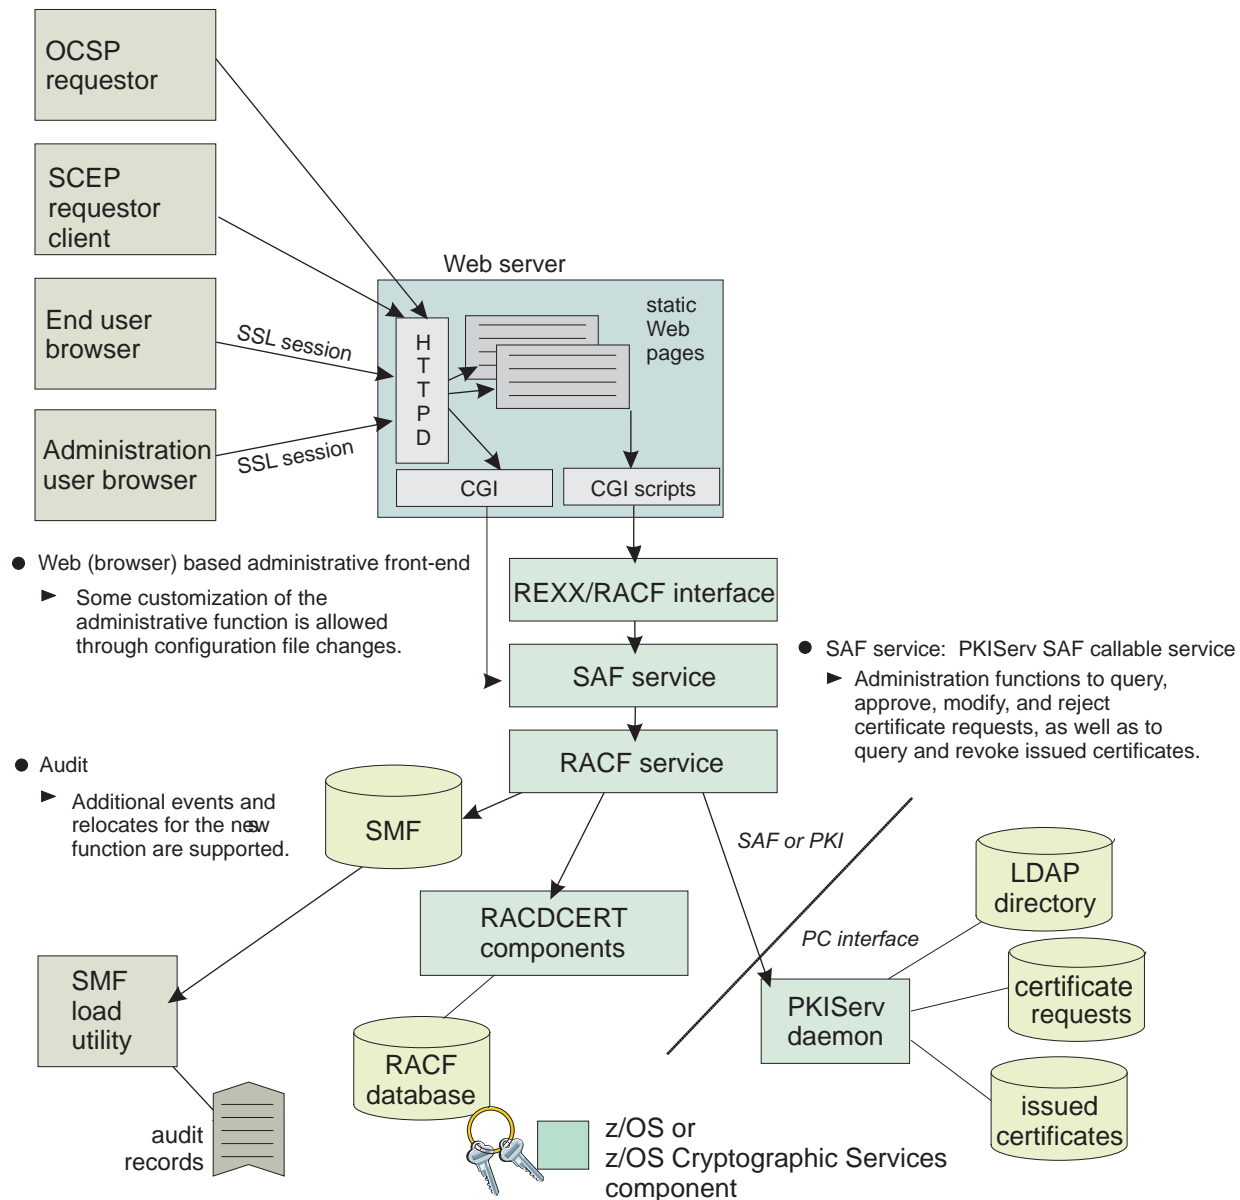 OCSP
requestor
SCEP
requestor
client
End user
browser
Administration
user browser
SSL session
SSL session
Web server
H
T
T
P
D
static
Web
pages
CGI
CGI scripts
Web (browser) based administrative front-end
Some customization of the
administrative function is allowed
through configuration file changes.
REXX/RACF interface
SAF service
RACF service
SAF service: PKIServ SAF callable service
Administration functions to query,
approve, modify, and reject
certificate requests, as well as to
query and revoke issued certificates.
Audit
Additional events and
relocates for the
function are supported.
SMF
SAF or PKI
PC interface
RACDCERT
components
LDAP
directory
certificate
requests
issued
certificates
PKIServ
daemon
SMF
load
utility
RACF
database
audit
records
z/OS or
z/OS Cryptographic Services
component